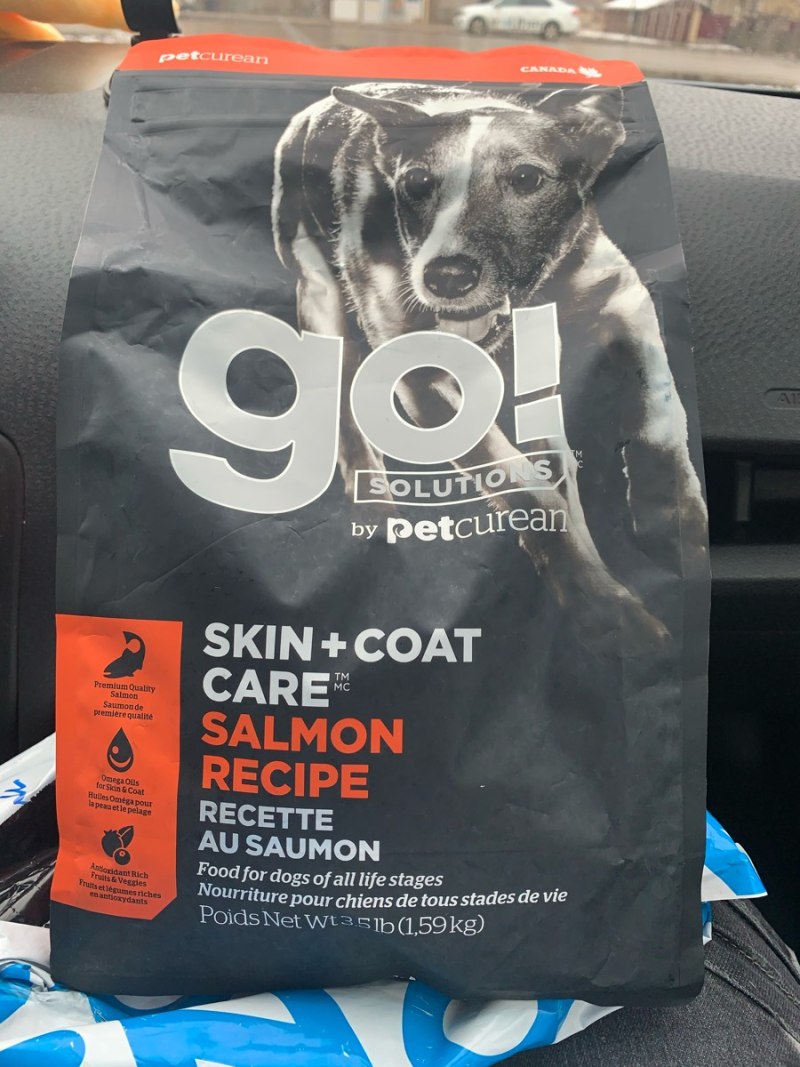 petcurean
CANADA
go!
SOLUTIONS
TM
MC
by petcurean
SKIN + COAT
CARE
TM
MC
SALMON
RECIPE
RECETTE
AU SAUMON
Food for dogs of all life stages
Nourriture pour chiens de tous stades de vie
Poids Net Wt 3.5 lb (1,59 kg)
Premium Quality
Salmon
Saumon de
première qualité
Omega Oils
for Skin & Coat
Huiles Oméga pour
la peau et le pelage
Antioxidant Rich
Fruits & Veggies
Fruits et légumes riches
en antioxydants